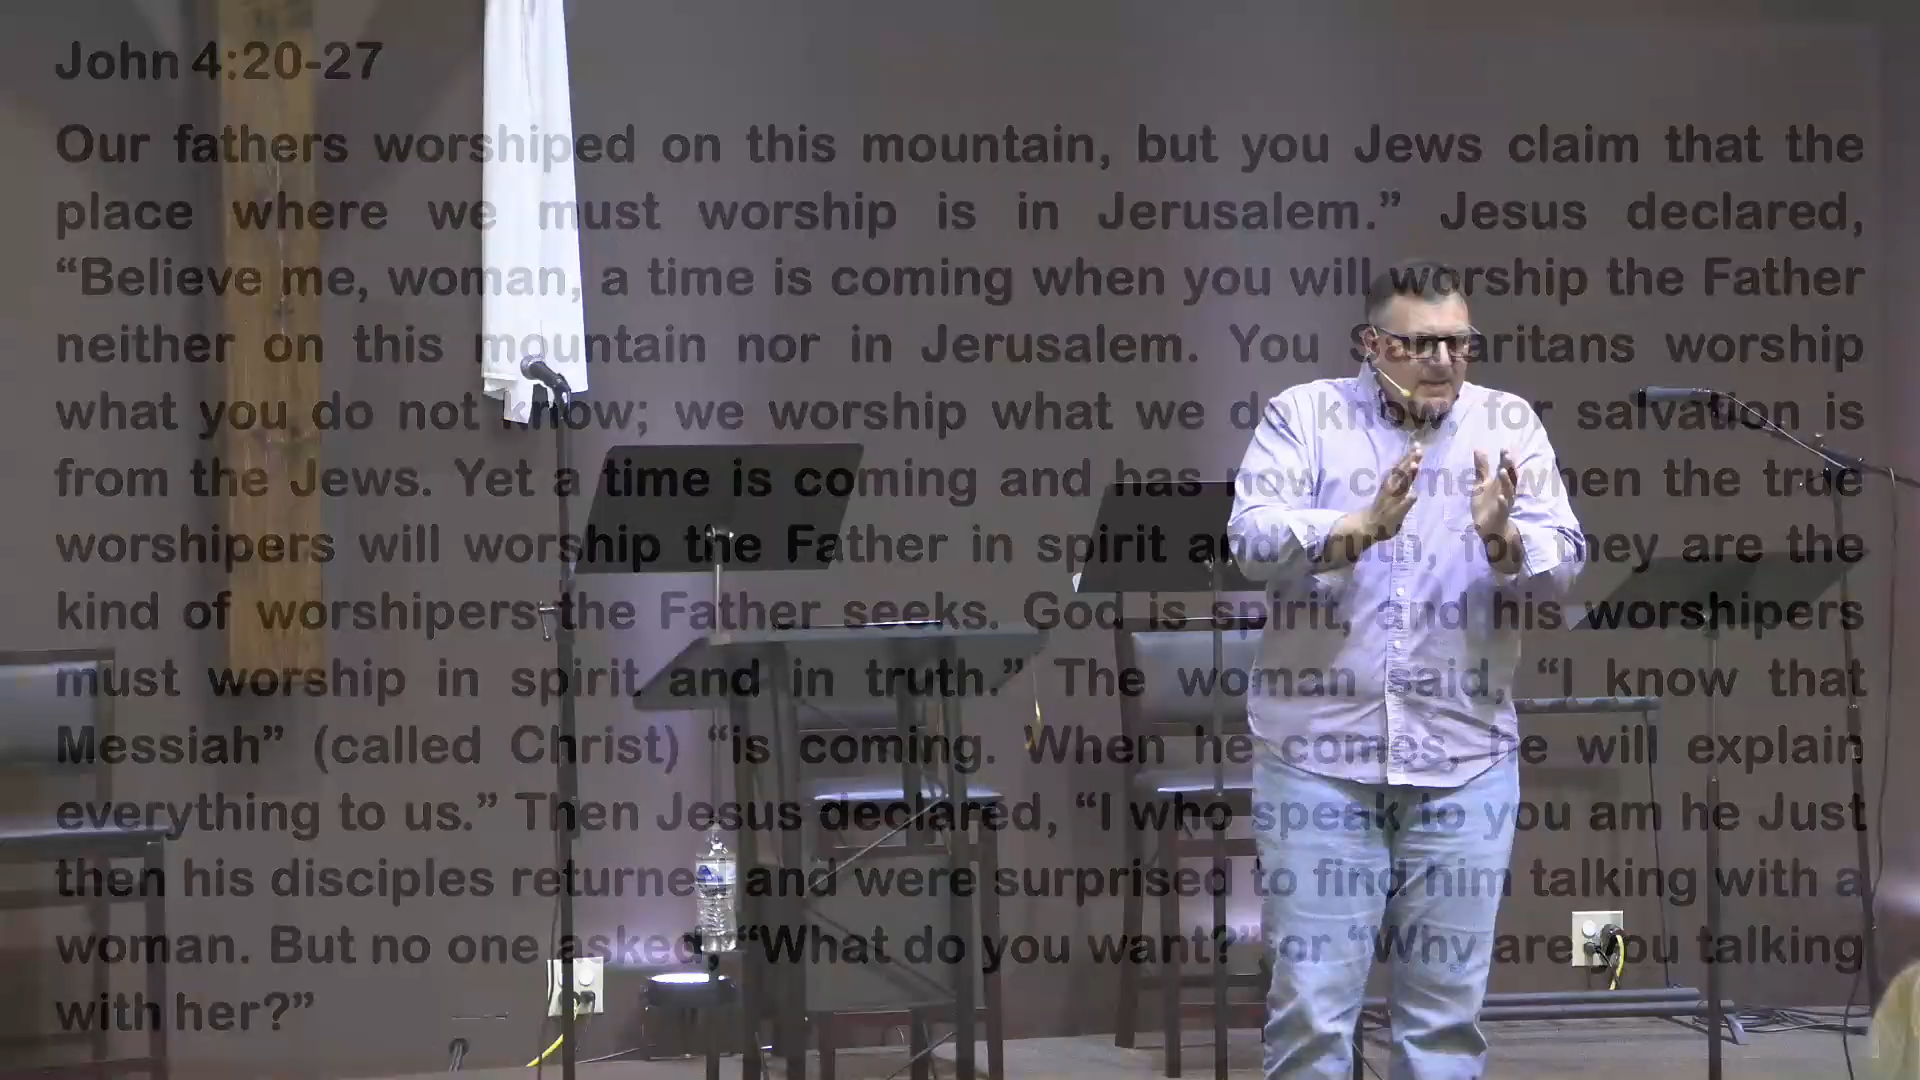 John 4:20-27
Our fathers worshiped on this mountain, but you Jews claim that the
place where we must worship is in Jerusalem.” Jesus declared,
“Believe me, woman, a time is coming when you will worship the Father
neither on this mountain nor in Jerusalem. You Samaritans worship
what you do not know; we worship what we do know, for salvation is
from the Jews. Yet a time is coming and has now come when the true
worshipers will worship the Father in spirit and truth, for they are the
kind of worshipers the Father seeks. God is spirit, and his worshipers
must worship in spirit and in truth.” The woman said, “I know that
Messiah” (called Christ) “is coming. When he comes, he will explain
everything to us.” Then Jesus declared, “I who speak to you am he Just
then his disciples returned and were surprised to find him talking with a
woman. But no one asked, “What do you want?” or “Why are you talking
with her?”